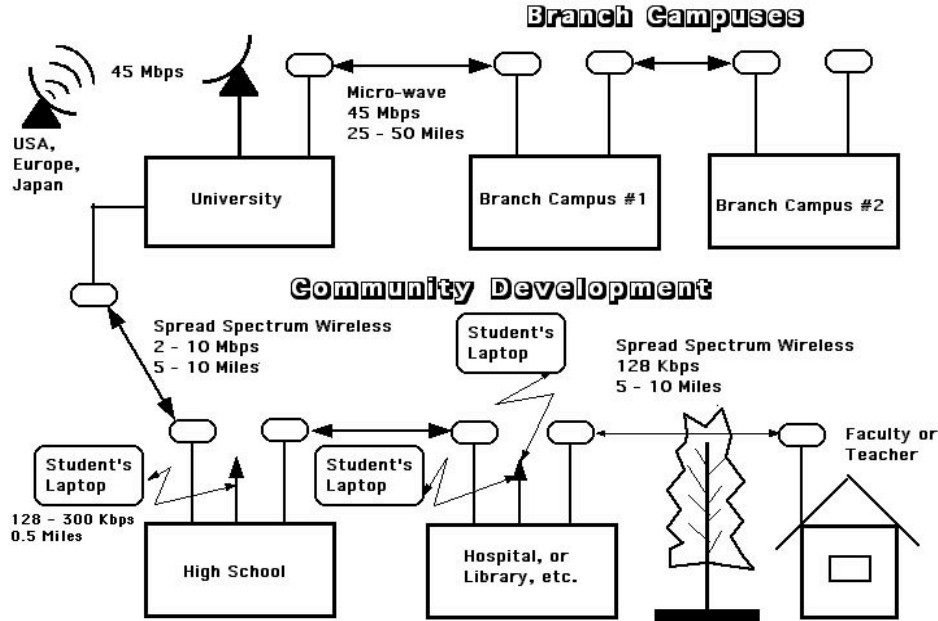 Branch Campuses
45 Mbps
USA,
Europe,
Japan
Micro-wave
45 Mbps
25 - 50 Miles
University
Branch Campus #1
Branch Campus #2
Community Development
Spread Spectrum Wireless
2 - 10 Mbps
5 - 10 Miles
Student's
Laptop
Spread Spectrum Wireless
128 Kbps
5 - 10 Miles
Student's
Laptop
128 - 300 Kbps
0.5 Miles
Student's
Laptop
Faculty or
Teacher
High School
Hospital, or
Library, etc.